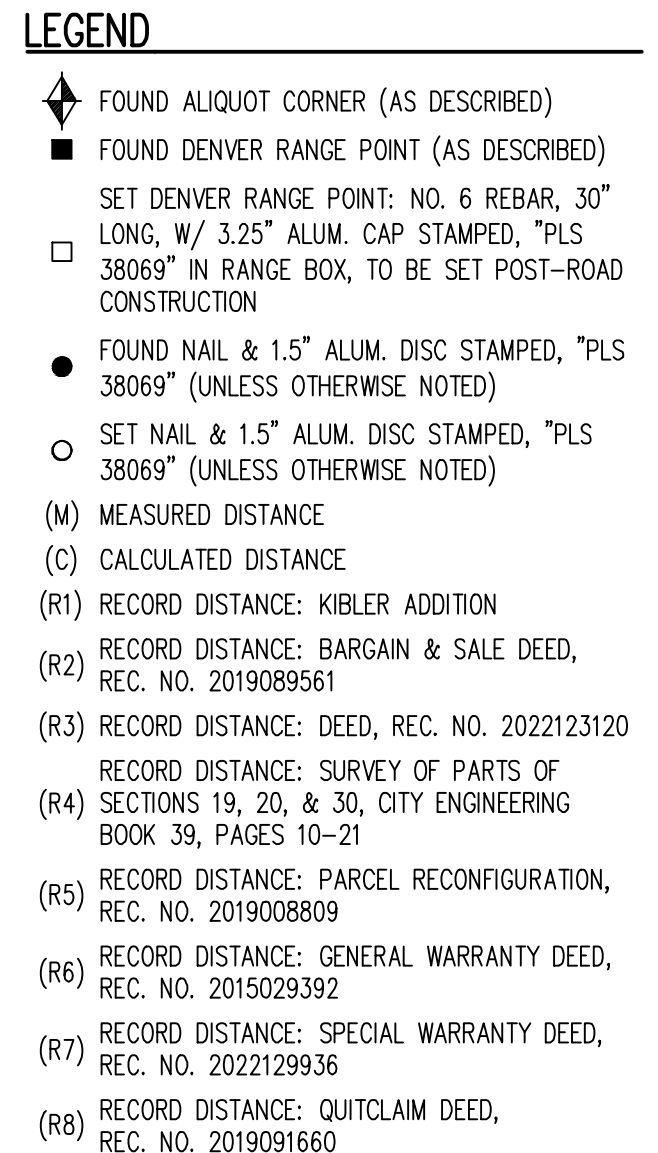 LEGEND
FOUND ALIQUOT CORNER (AS DESCRIBED)
FOUND DENVER RANGE POINT (AS DESCRIBED)
SET DENVER RANGE POINT: NO. 6 REBAR, 30"
LONG, W/ 3.25" ALUM. CAP STAMPED, "PLS
38069" IN RANGE BOX, TO BE SET POST-ROAD
CONSTRUCTION
FOUND NAIL & 1.5" ALUM. DISC STAMPED, "PLS
38069" (UNLESS OTHERWISE NOTED)
SET NAIL & 1.5" ALUM. DISC STAMPED, "PLS
38069" (UNLESS OTHERWISE NOTED)
(M) MEASURED DISTANCE
(C) CALCULATED DISTANCE
(R1) RECORD DISTANCE: KIBLER ADDITION
(R2) RECORD DISTANCE: BARGAIN & SALE DEED,
REC. NO. 2019089561
(R3) RECORD DISTANCE: DEED, REC. NO. 2022123120
(R4) RECORD DISTANCE: SURVEY OF PARTS OF
SECTIONS 19, 20, & 30, CITY ENGINEERING
BOOK 39, PAGES 10-21
(R5) RECORD DISTANCE: PARCEL RECONFIGURATION,
REC. NO. 2019008809
(R6) RECORD DISTANCE: GENERAL WARRANTY DEED,
REC. NO. 2015029392
(R7) RECORD DISTANCE: SPECIAL WARRANTY DEED,
REC. NO. 2022129936
(R8) RECORD DISTANCE: QUITCLAIM DEED,
REC. NO. 2019091660